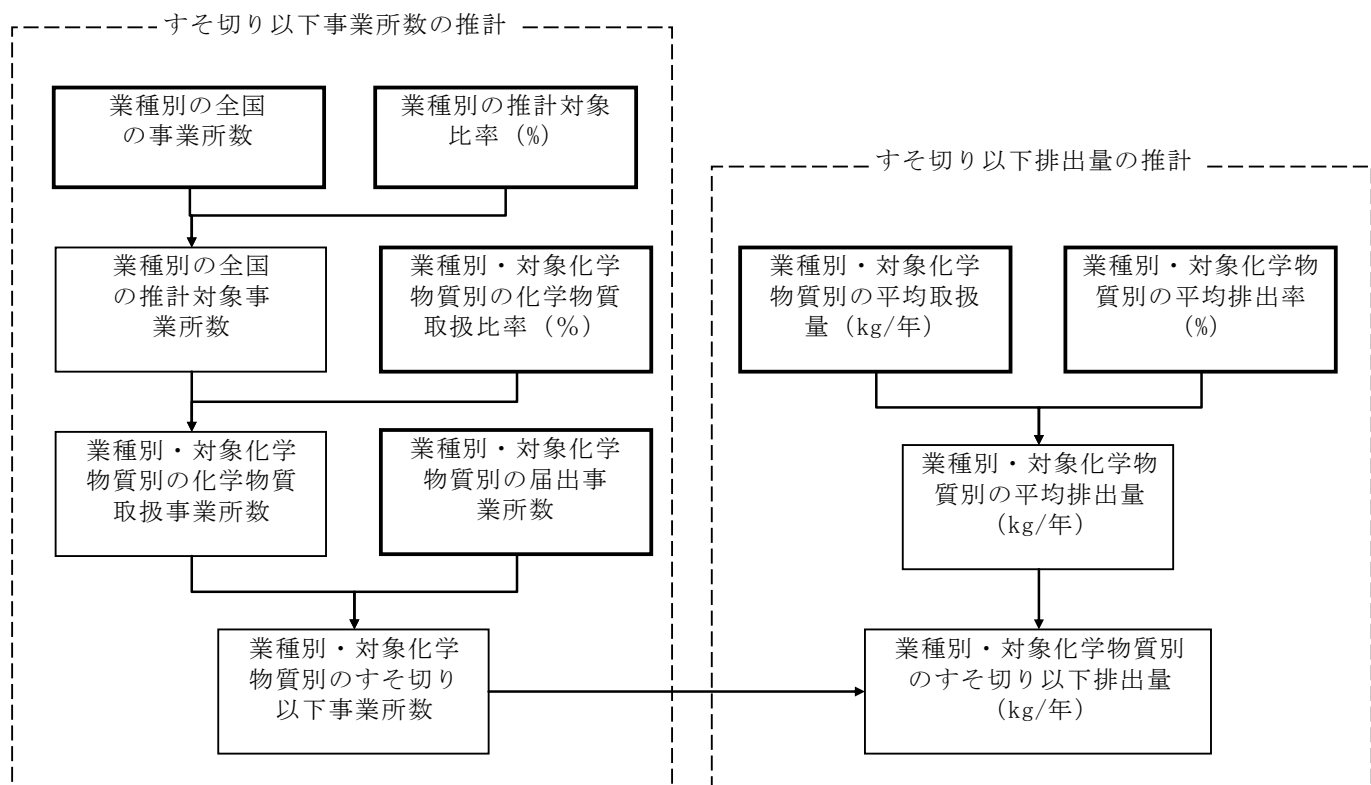 すそ切り以下事業所数の推計
業種別の全国
の事業所数
業種別の推計対象
比率 (%)
業種別の全国
の推計対象事
業所数
業種別・対象化学
物質別の化学物質
取扱比率（％）
業種別・対象化学
物質別の化学物質
取扱事業所数
業種別・対象化学
物質別の届出事
業所数
業種別・対象化学
物質別のすそ切り
以下事業所数
すそ切り以下排出量の推計
業種別・対象化学
物質別の平均取扱
量 (kg/年)
業種別・対象化学物
質別の平均排出率
(%)
業種別・対象化学物
質別の平均排出量
(kg/年)
業種別・対象化学物質別
のすそ切り以下排出量
(kg/年)